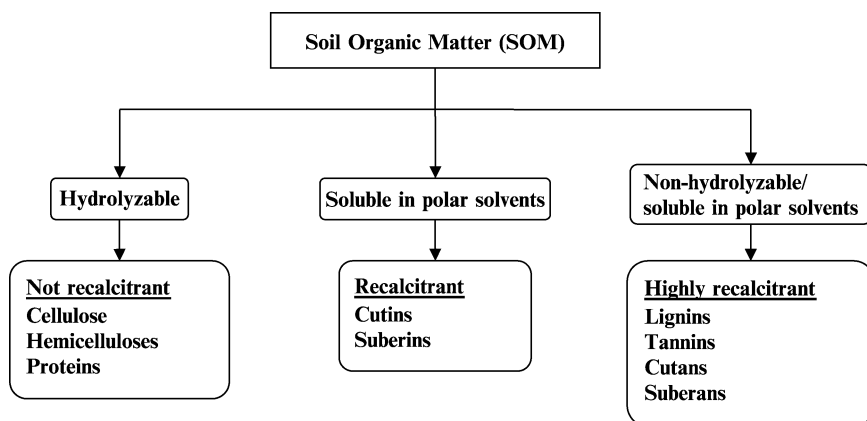 Soil Organic Matter (SOM)
Hydrolyzable
Soluble in polar solvents
Non-hydrolyzable/
soluble in polar solvents
Not recalcitrant
Cellulose
Hemicelluloses
Proteins
Recalcitrant
Cutins
Suberins
Highly recalcitrant
Lignins
Tannins
Cutans
Suberans